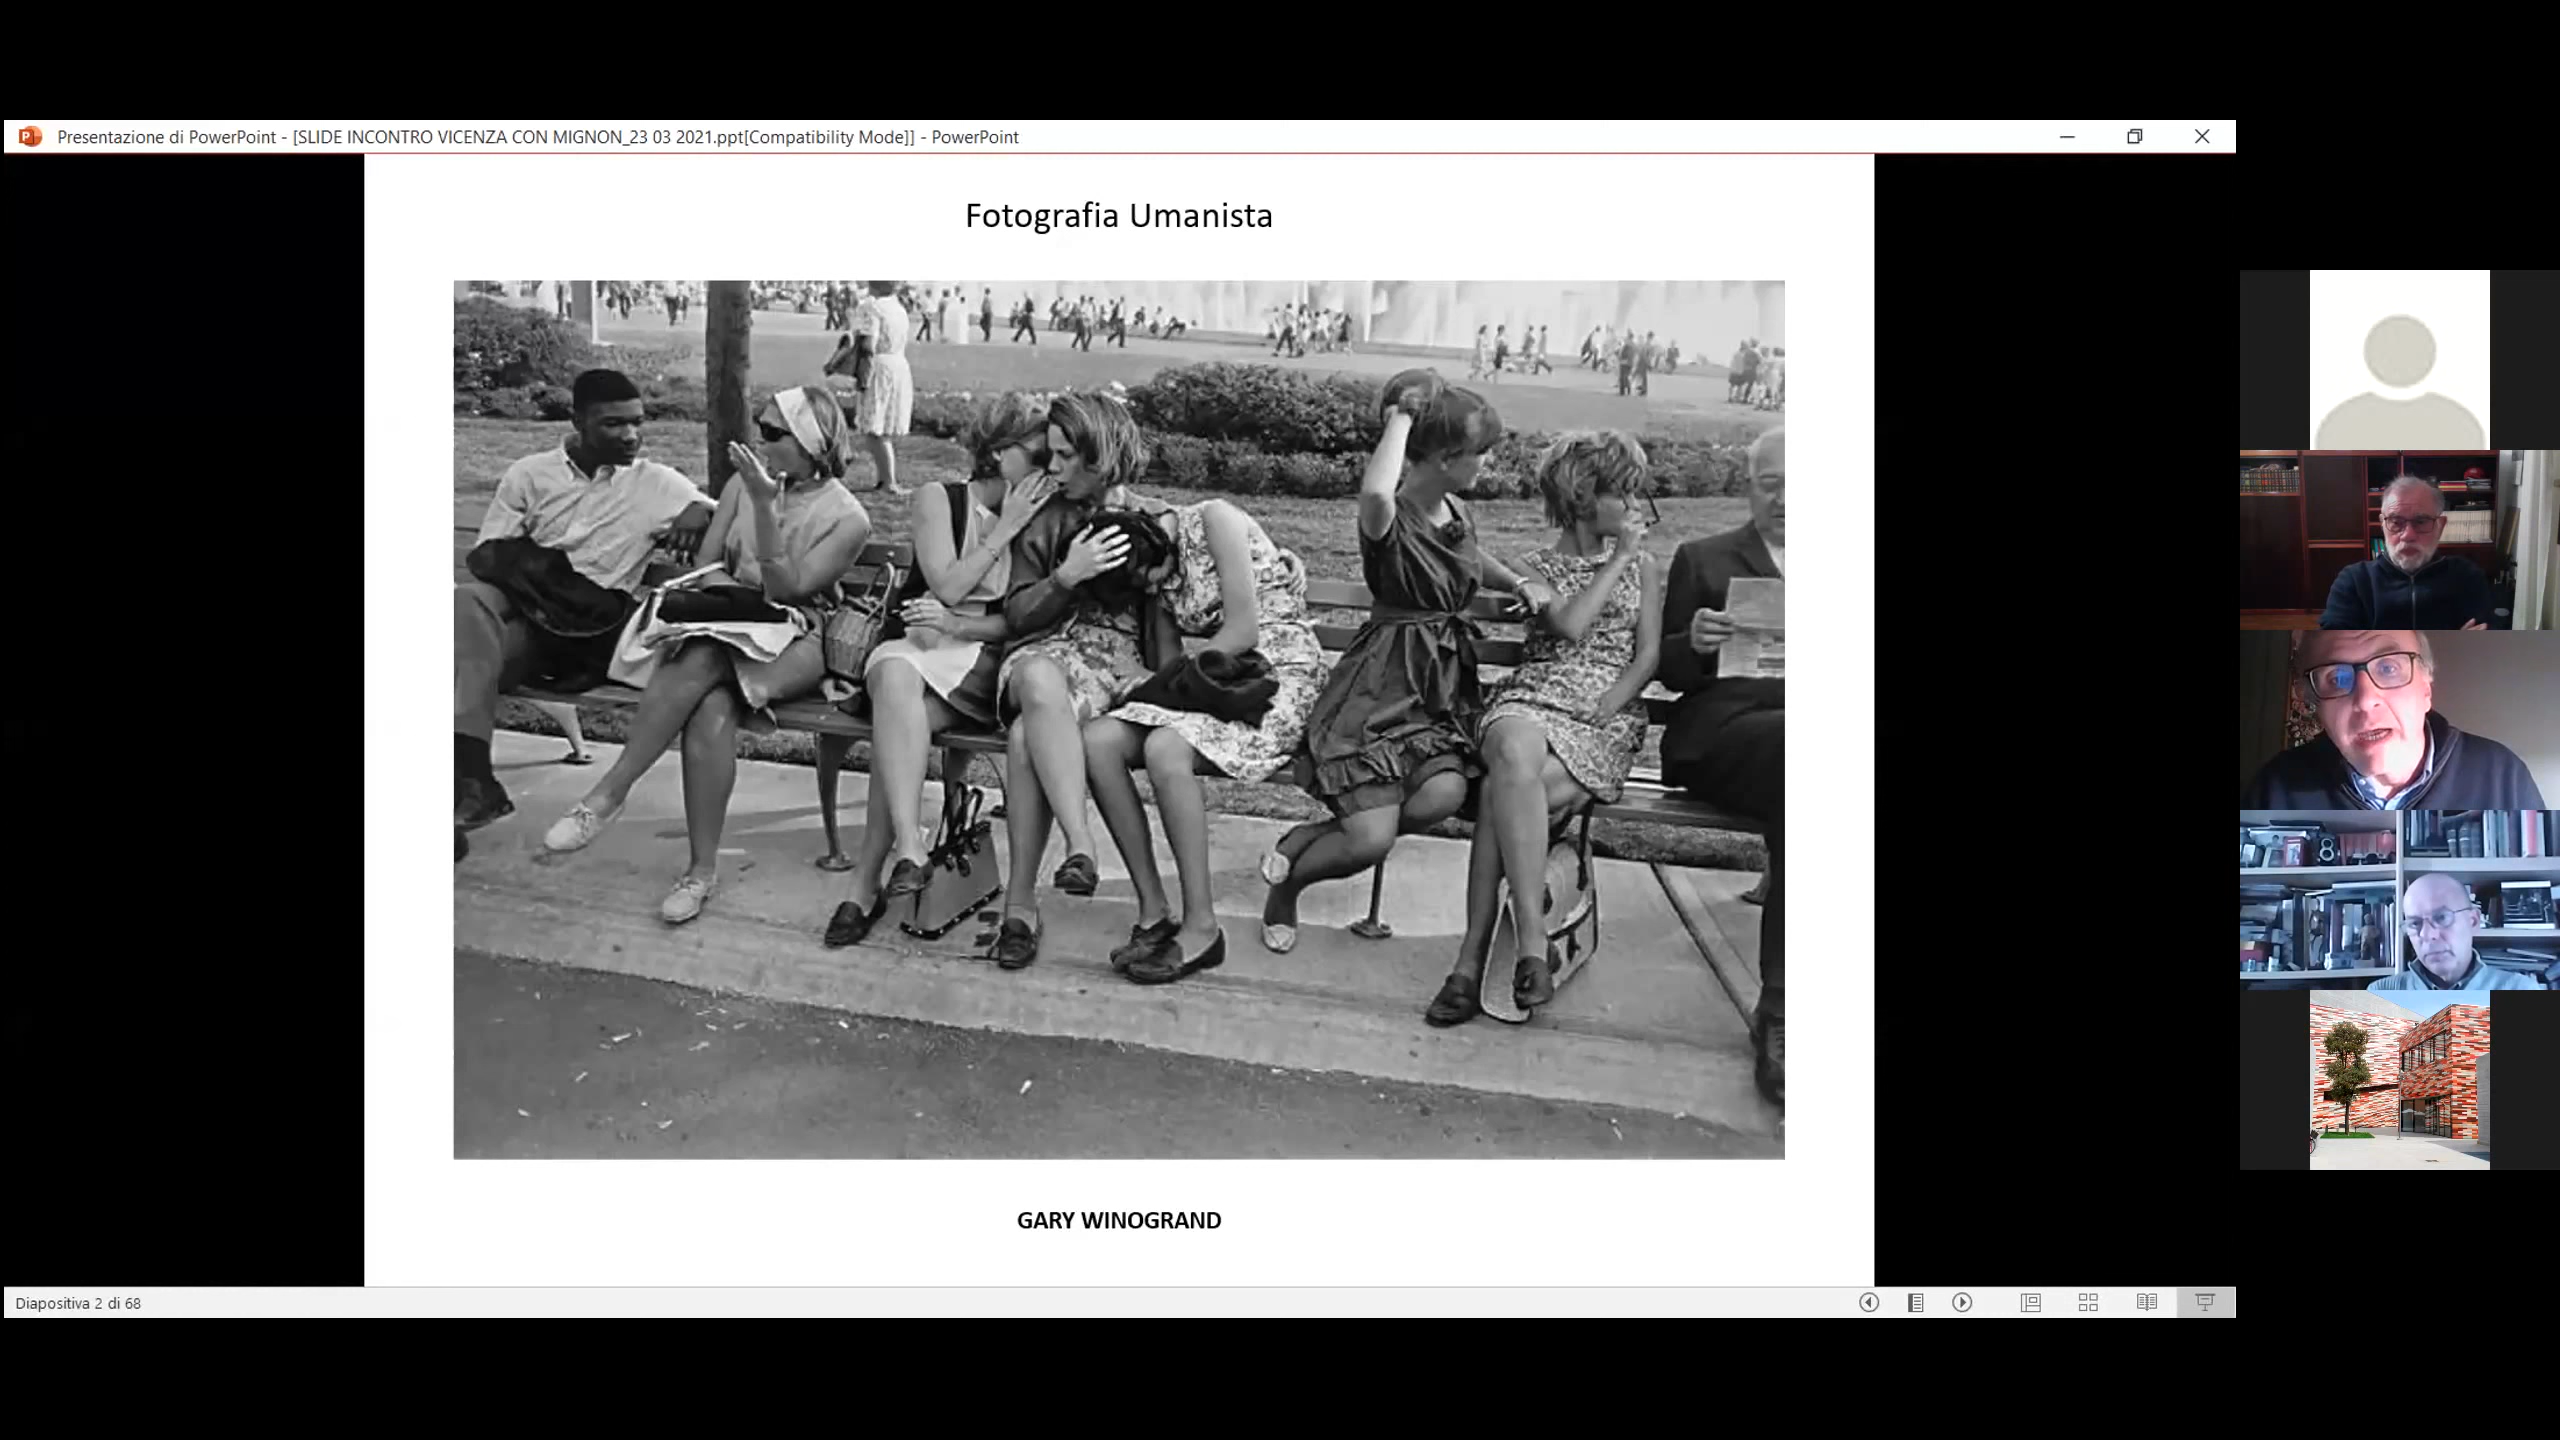 Presentazione di PowerPoint - [SLIDE INCONTRO VICENZA CON MIGNON_23 03 2021.ppt[Compatibility Mode]] - PowerPoint
Fotografia Umanista
GARY WINOGRAND
Diapositiva 2 di 68